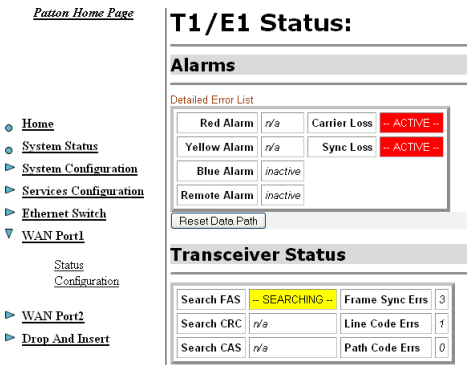 Patton Home Page
Home
System Status
System Configuration
Services Configuration
Ethernet Switch
WAN Port1
Status
Configuration
WAN Port2
Drop And Insert
T1/E1 Status:
Alarms
Detailed Error List
Red Alarm n/a Carrier Loss -- ACTIVE --
Yellow Alarm n/a Sync Loss -- ACTIVE --
Blue Alarm inactive
Remote Alarm inactive
Reset Data Path
Transceiver Status
Search FAS -- SEARCHING -- Frame Sync Errs 3
Search CRC n/a Line Code Errs 1
Search CAS n/a Path Code Errs 0